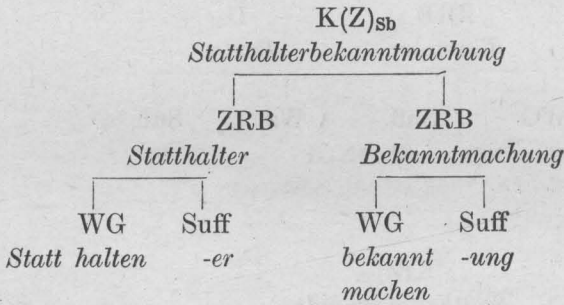 K(Z)Sb
Statthalterbekanntmachung
ZRB ZRB
Statthalter Bekanntmachung
WG Suff WG Suff
Statt halten -er bekannt -ung
machen